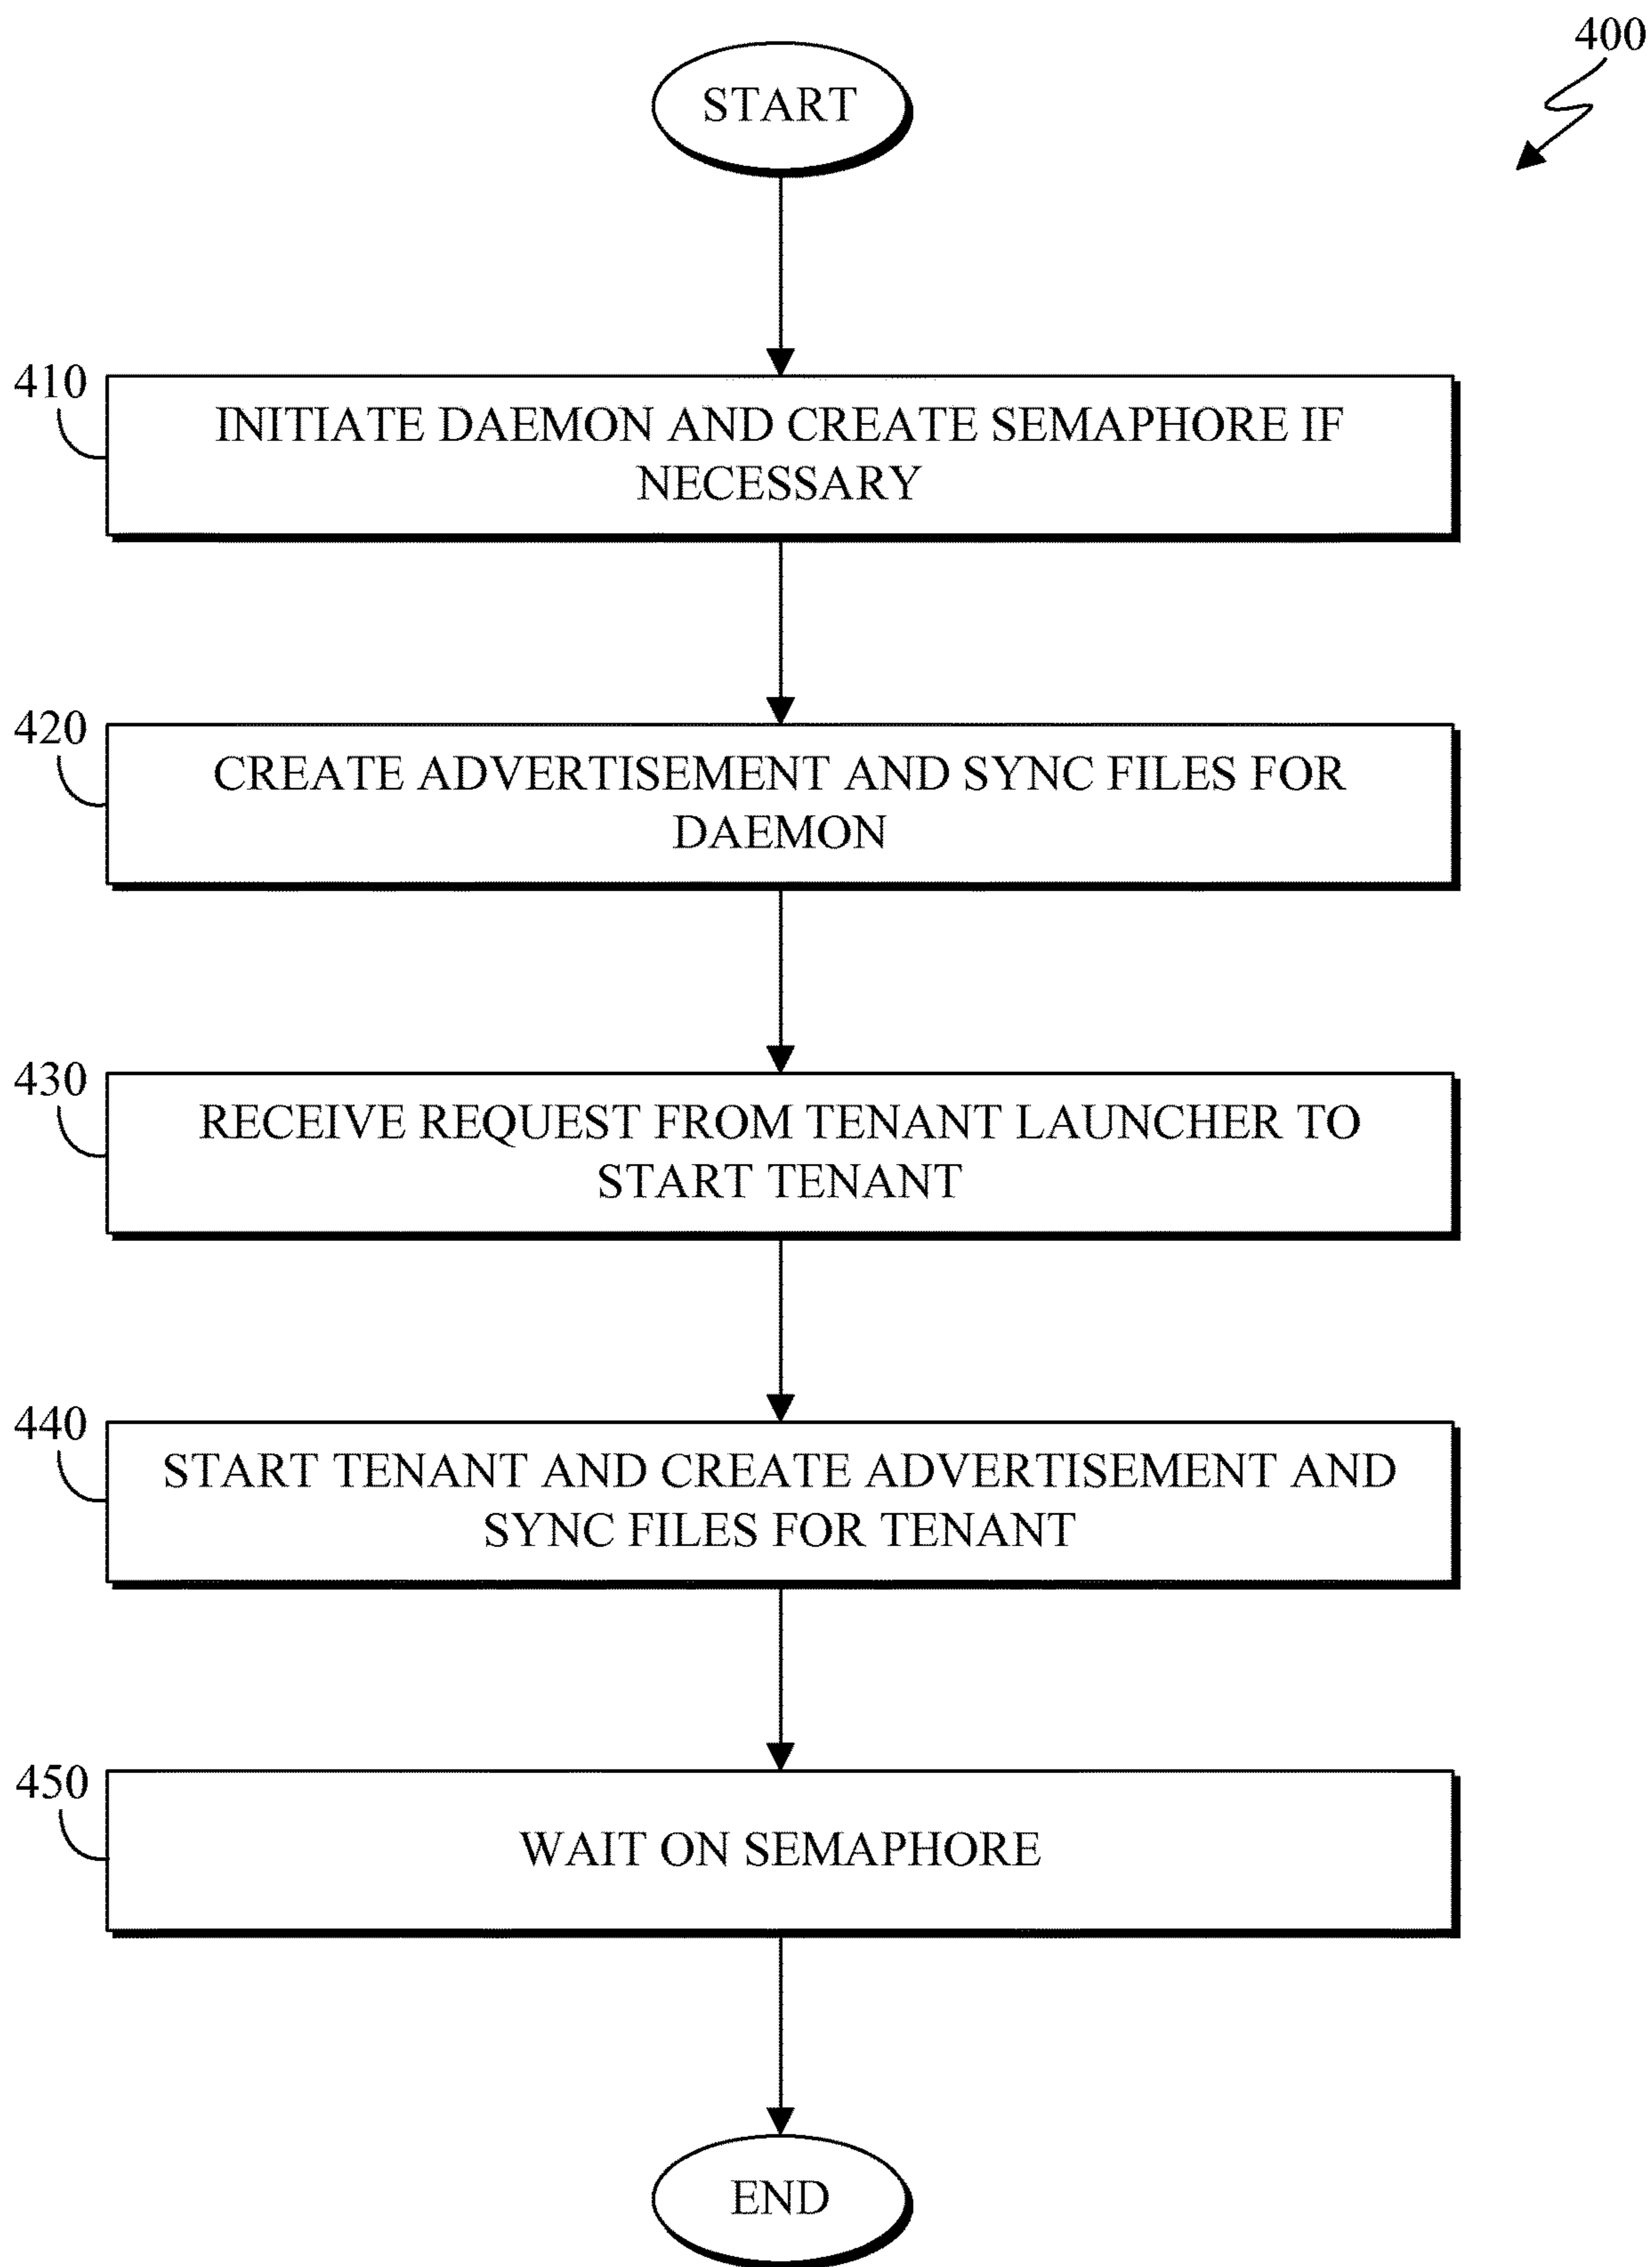 400
START
410
INITIATE DAEMON AND CREATE SEMAPHORE IF
NECESSARY
420
CREATE ADVERTISEMENT AND SYNC FILES FOR
DAEMON
430
RECEIVE REQUEST FROM TENANT LAUNCHER TO
START TENANT
440
START TENANT AND CREATE ADVERTISEMENT AND
SYNC FILES FOR TENANT
450
WAIT ON SEMAPHORE
END